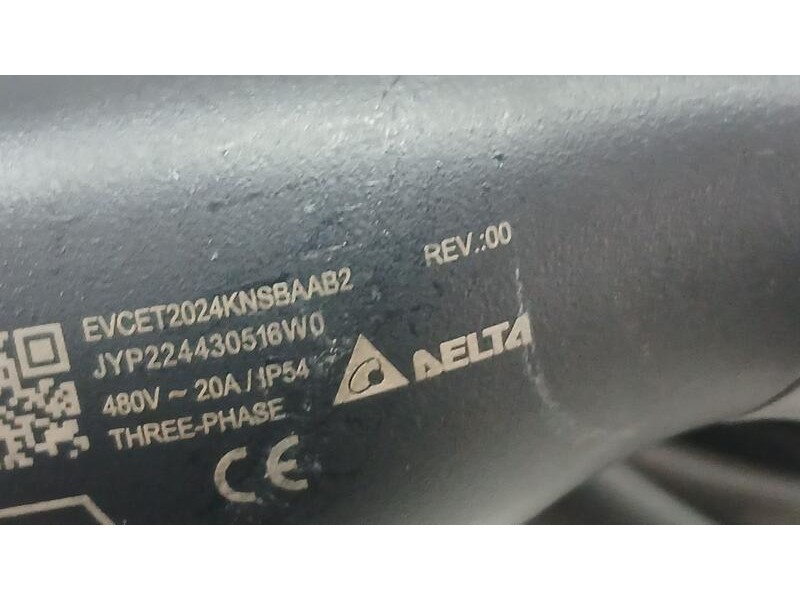 REV.:00
EVCET2024KNSBAAB2
JYP224430516W0
480V ~ 20A / IP54
THREE-PHASE
DELTA
CE